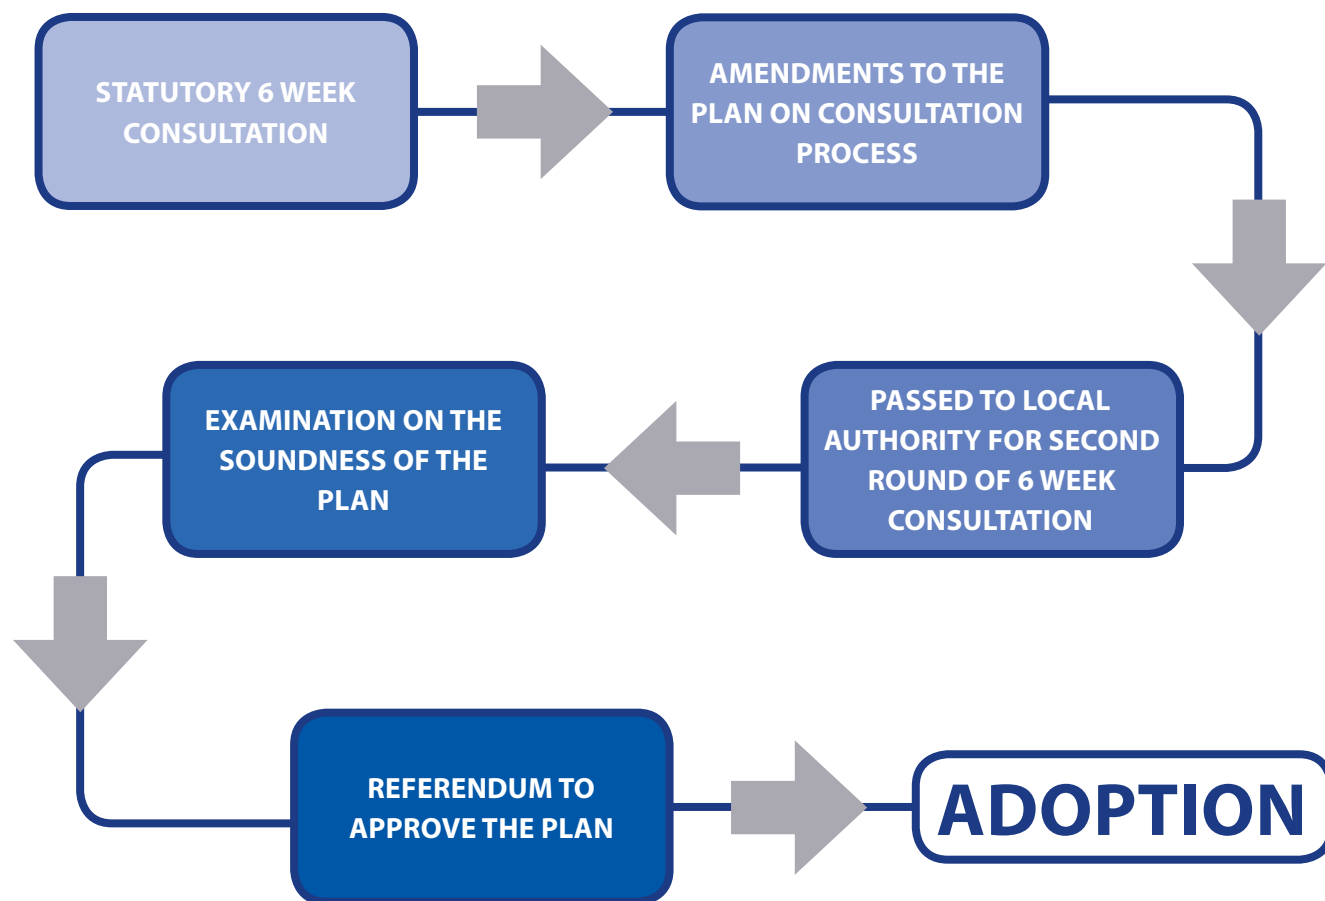 STATUTORY 6 WEEK
CONSULTATION
AMENDMENTS TO THE
PLAN ON CONSULTATION
PROCESS
PASSED TO LOCAL
AUTHORITY FOR SECOND
ROUND OF 6 WEEK
CONSULTATION
EXAMINATION ON THE
SOUNDNESS OF THE
PLAN
REFERENDUM TO
APPROVE THE PLAN
ADOPTION